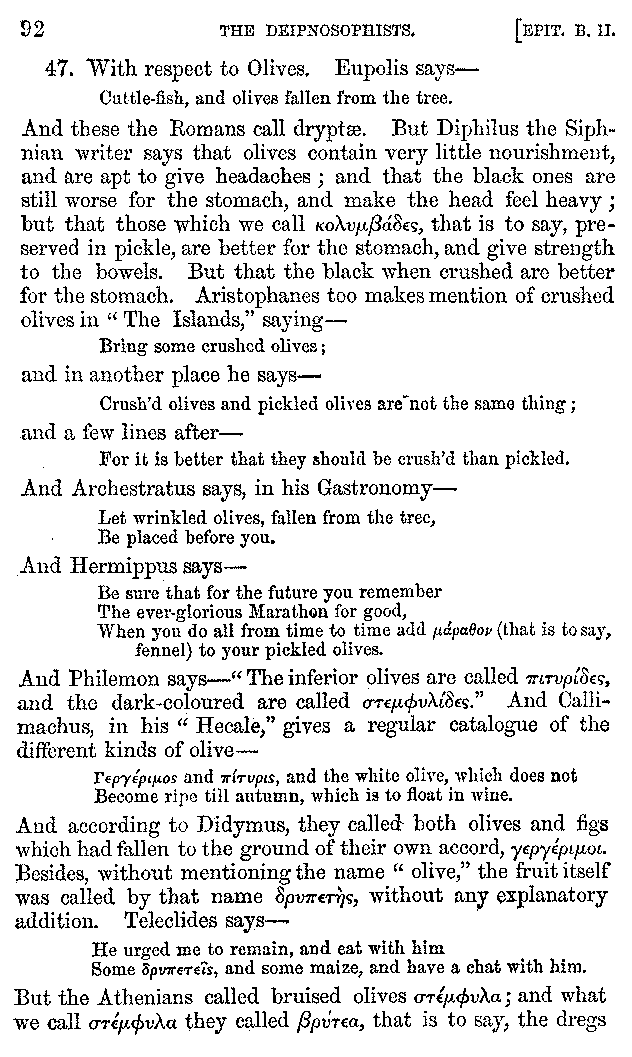 92 THE DEIPNOSOPHISTS. [EPIT. B. II.
47. With respect to Olives. Eupolis says—
Cuttle-fish, and olives fallen from the tree.
And these the Romans call dryptæ. But Diphilus the Siph-
nian writer says that olives contain very little nourishment,
and are apt to give headaches; and that the black ones are
still worse for the stomach, and make the head feel heavy;
but that those which we call κολυμβάδες, that is to say, pre-
served in pickle, are better for the stomach, and give strength
to the bowels. But that the black when crushed are better
for the stomach. Aristophanes too makes mention of crushed
olives in “ The Islands,” saying—
Bring some crushed olives;
and in another place he says—
Crush’d olives and pickled olives are not the same thing;
and a few lines after—
For it is better that they should be crush’d than pickled.
And Archestratus says, in his Gastronomy—
Let wrinkled olives, fallen from the tree,
Be placed before you.
And Hermippus says—
Be sure that for the future you remember
The ever-glorious Marathon for good,
When you do all from time to time add μάραθον (that is to say,
fennel) to your pickled olives.
And Philemon says—“ The inferior olives are called πιτυρίδες,
and the dark-coloured are called στεμφυλίδες.” And Calli-
machus, in his “ Hecale,” gives a regular catalogue of the
different kinds of olive—
Γεργέριμος and πίτυρις, and the white olive, which does not
Become ripe till autumn, which is to float in wine.
And according to Didymus, they called both olives and figs
which had fallen to the ground of their own accord, γεργέριμοι.
Besides, without mentioning the name “ olive,” the fruit itself
was called by that name δρυπετὴς, without any explanatory
addition. Teleclides says—
He urged me to remain, and eat with him
Some δρυπετεῖς, and some maize, and have a chat with him.
But the Athenians called bruised olives στέμφυλα; and what
we call στέμφυλα they called βρύτεα, that is to say, the dregs